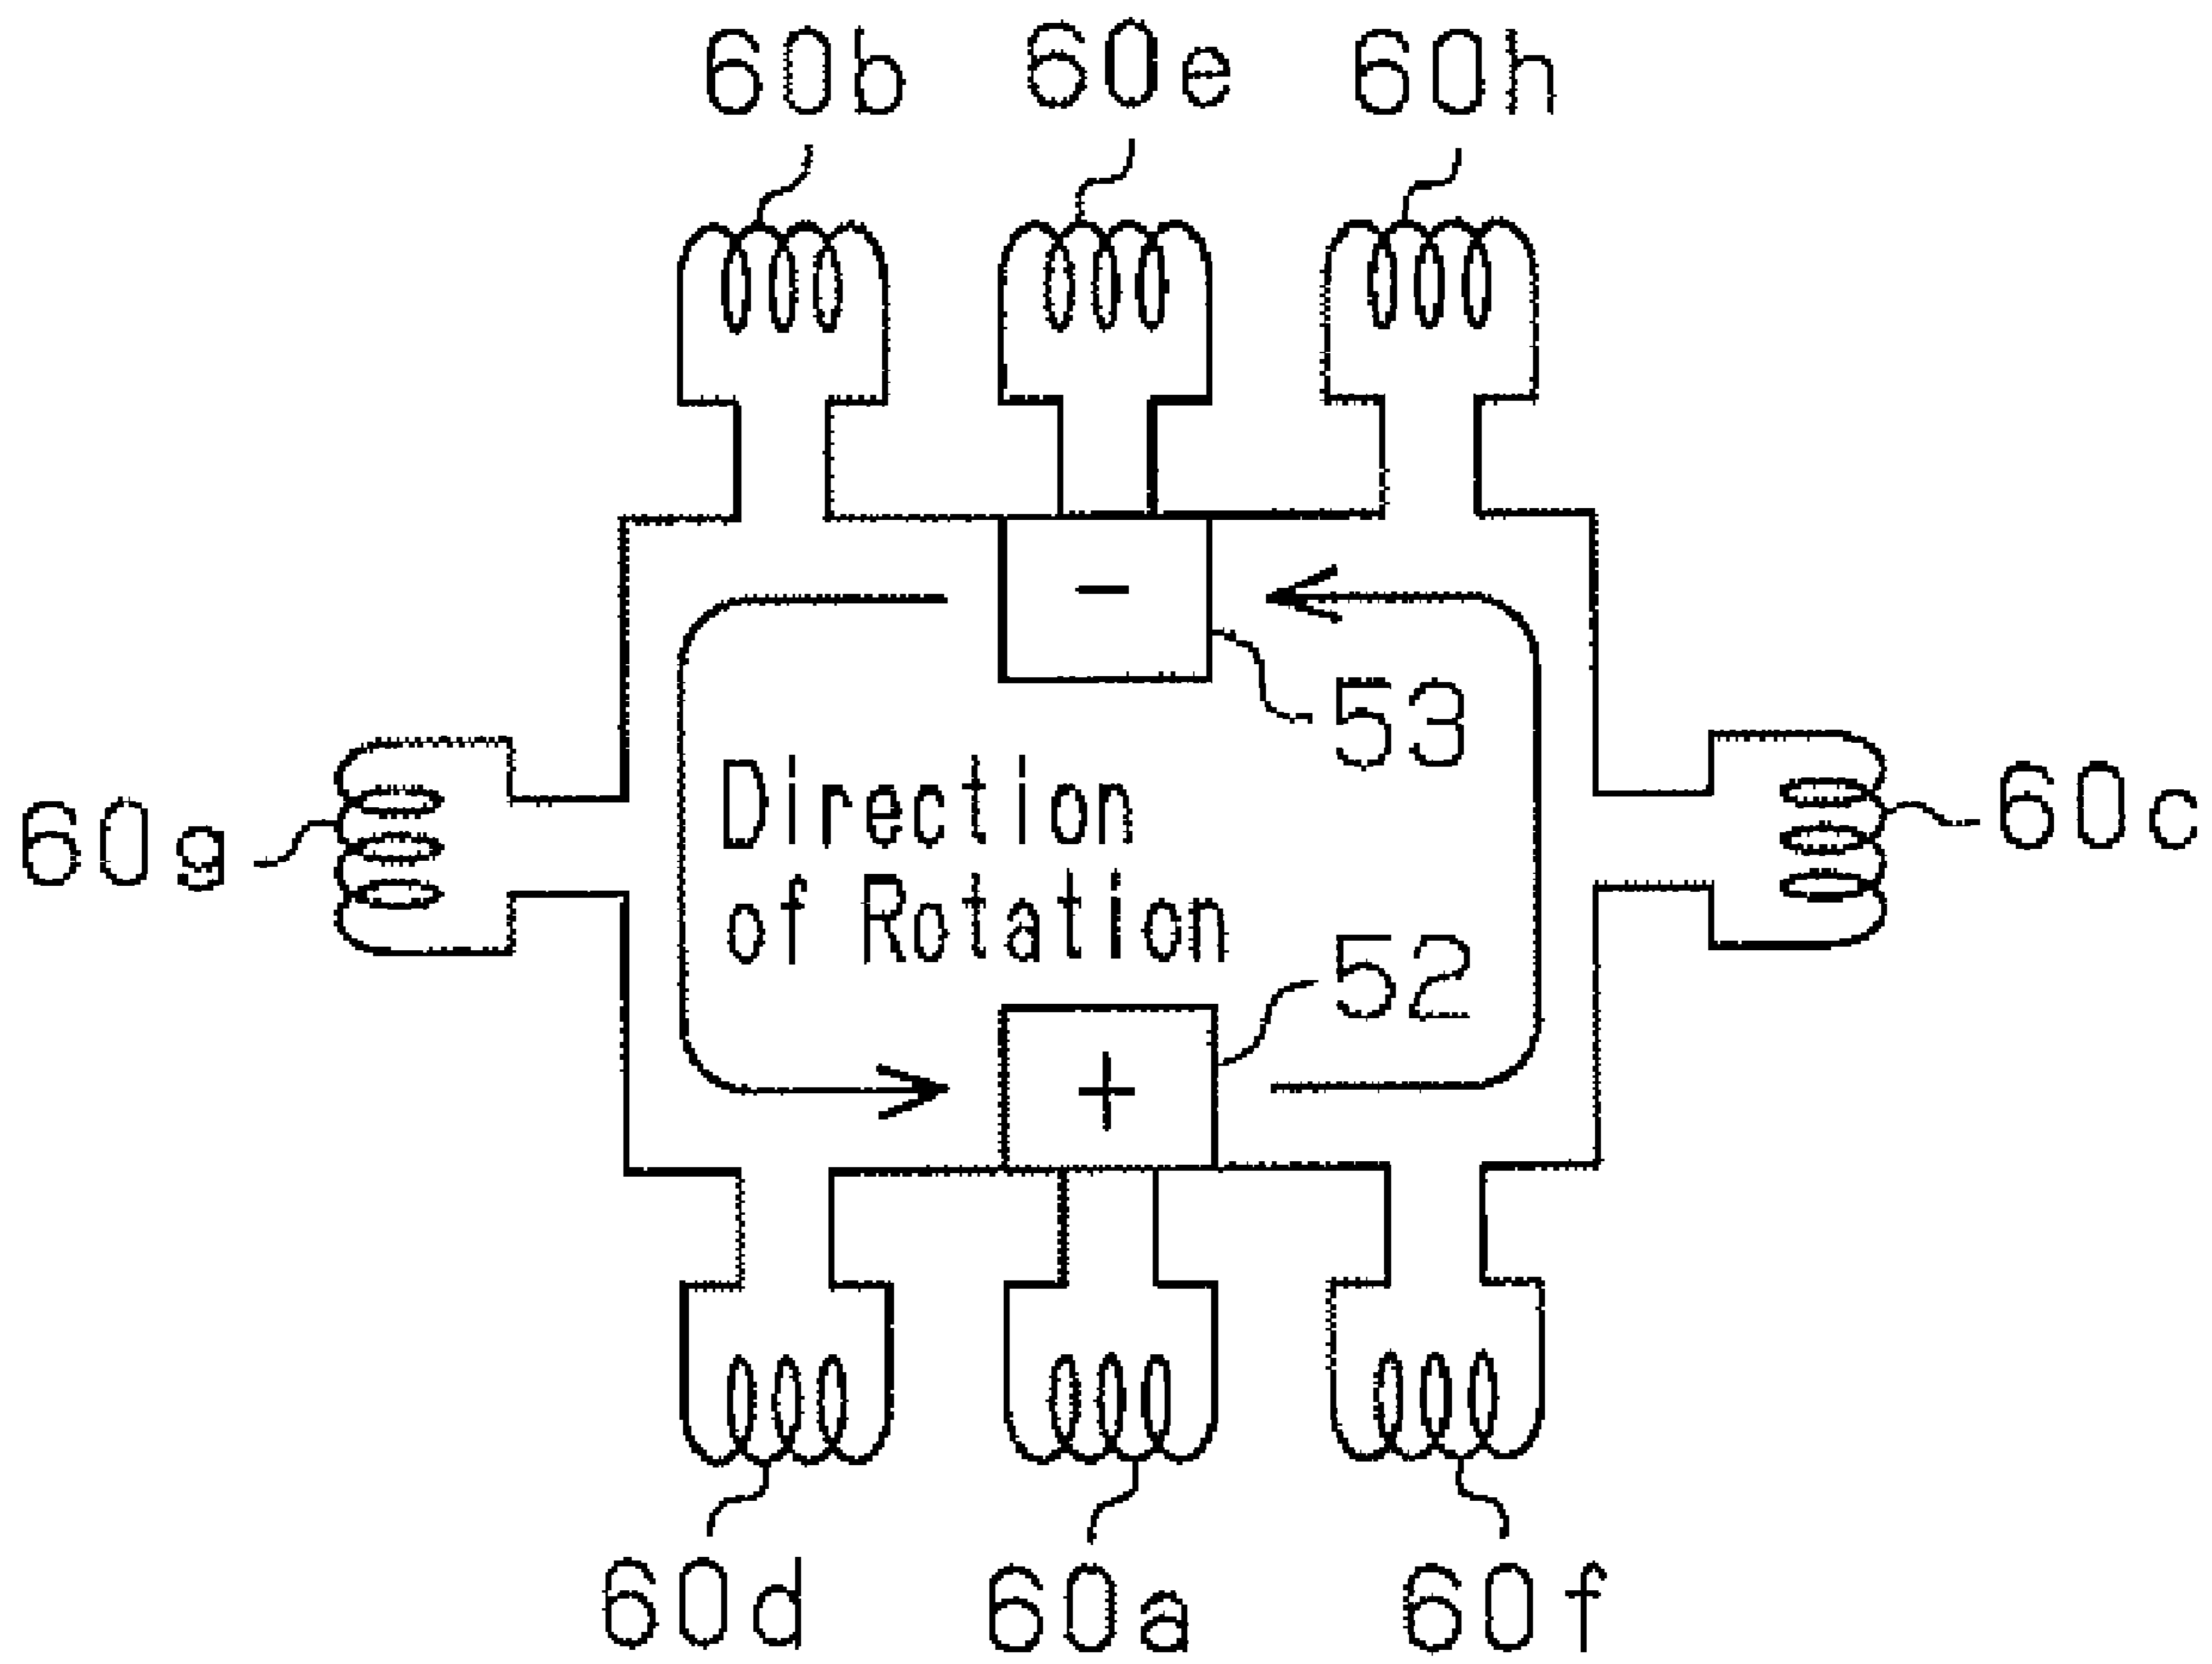 60b 60e 60h
-
53
Direction
60g 60c
of Rotation
52
+
60d 60a 60f